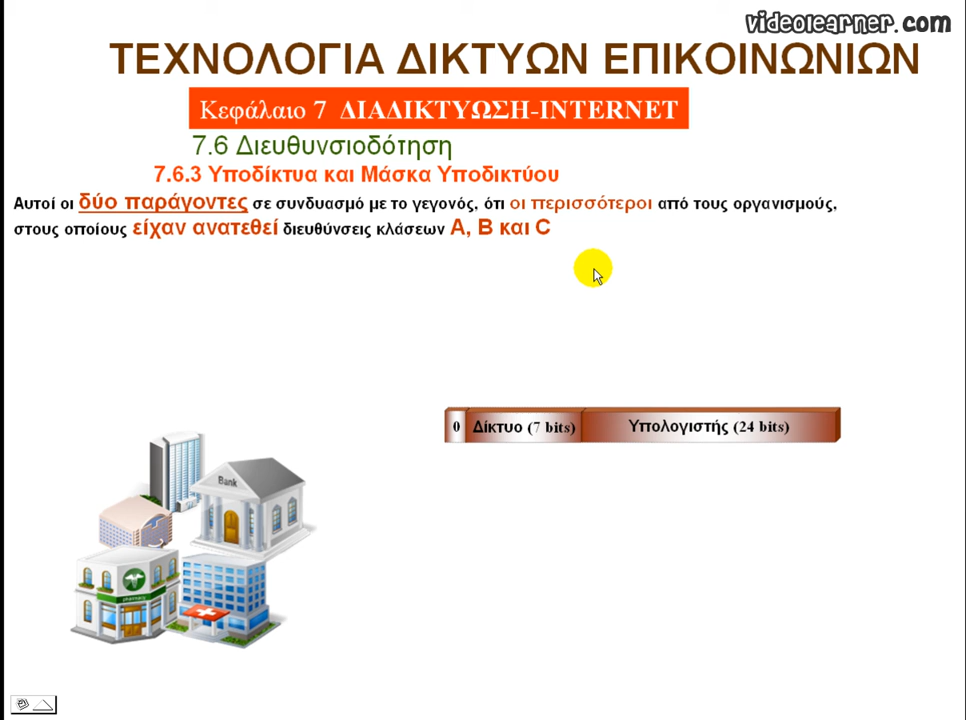 videolearner.com
ΤΕΧΝΟΛΟΓΙΑ ΔΙΚΤΥΩΝ ΕΠΙΚΟΙΝΩΝΙΩΝ
Κεφάλαιο 7 ΔΙΑΔΙΚΤΥΩΣΗ-INTERNET
7.6 Διευθυνσιοδότηση
7.6.3 Υποδίκτυα και Μάσκα Υποδικτύου
Αυτοί οι δύο παράγοντες σε συνδυασμό με το γεγονός, ότι οι περισσότεροι από τους οργανισμούς,
στους οποίους είχαν ανατεθεί διευθύνσεις κλάσεων A, B και C
0 Δίκτυο (7 bits) Υπολογιστής (24 bits)
Bank
pharmacy